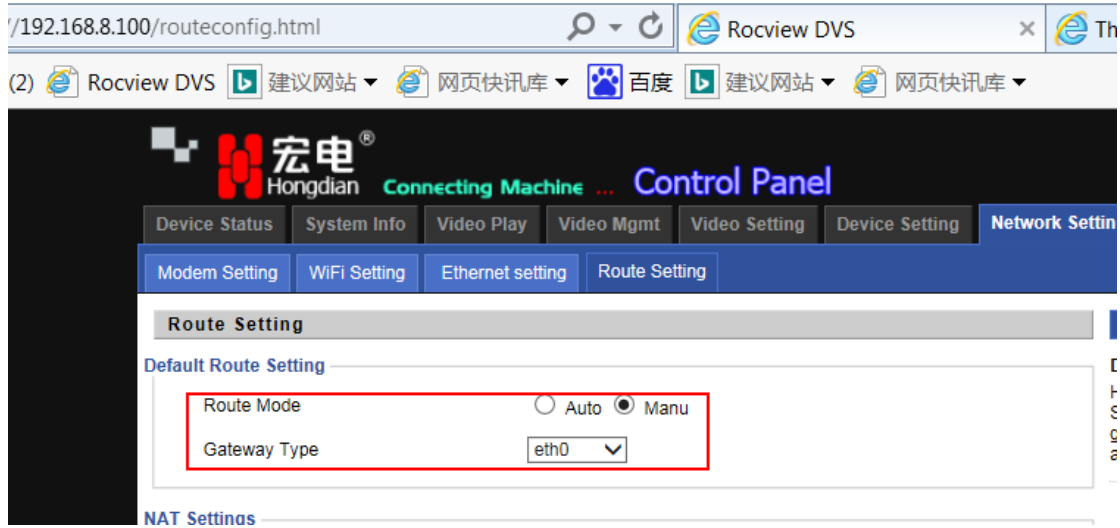 /192.168.8.100/routeconfig.html Rocview DVS Th
(2) Rocview DVS 建议网站 网页快讯库 百度 建议网站 网页快讯库
宏电®
Hongdian Connecting Machine ... Control Panel
Device Status System Info Video Play Video Mgmt Video Setting Device Setting Network Settin
Modem Setting WiFi Setting Ethernet setting Route Setting
Route Setting
Default Route Setting
Route Mode Auto Manu
Gateway Type eth0
NAT Settings